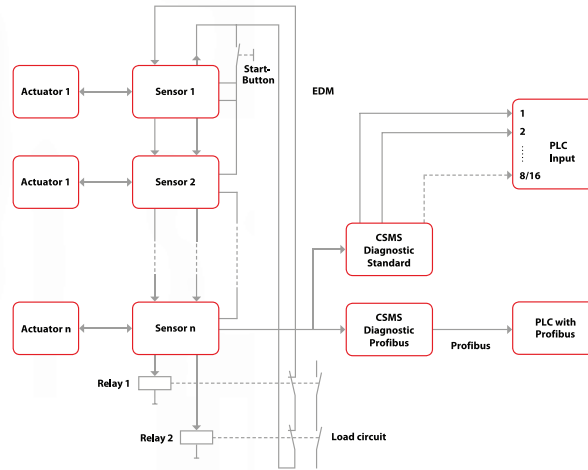 Actuator 1
Sensor 1
Start-
Button
EDM
1
2
8/16
PLC
Input
Actuator 1
Sensor 2
CSMS
Diagnostic
Standard
Actuator n
Sensor n
CSMS
Diagnostic
Profibus
Profibus
PLC with
Profibus
Relay 1
Relay 2
Load circuit